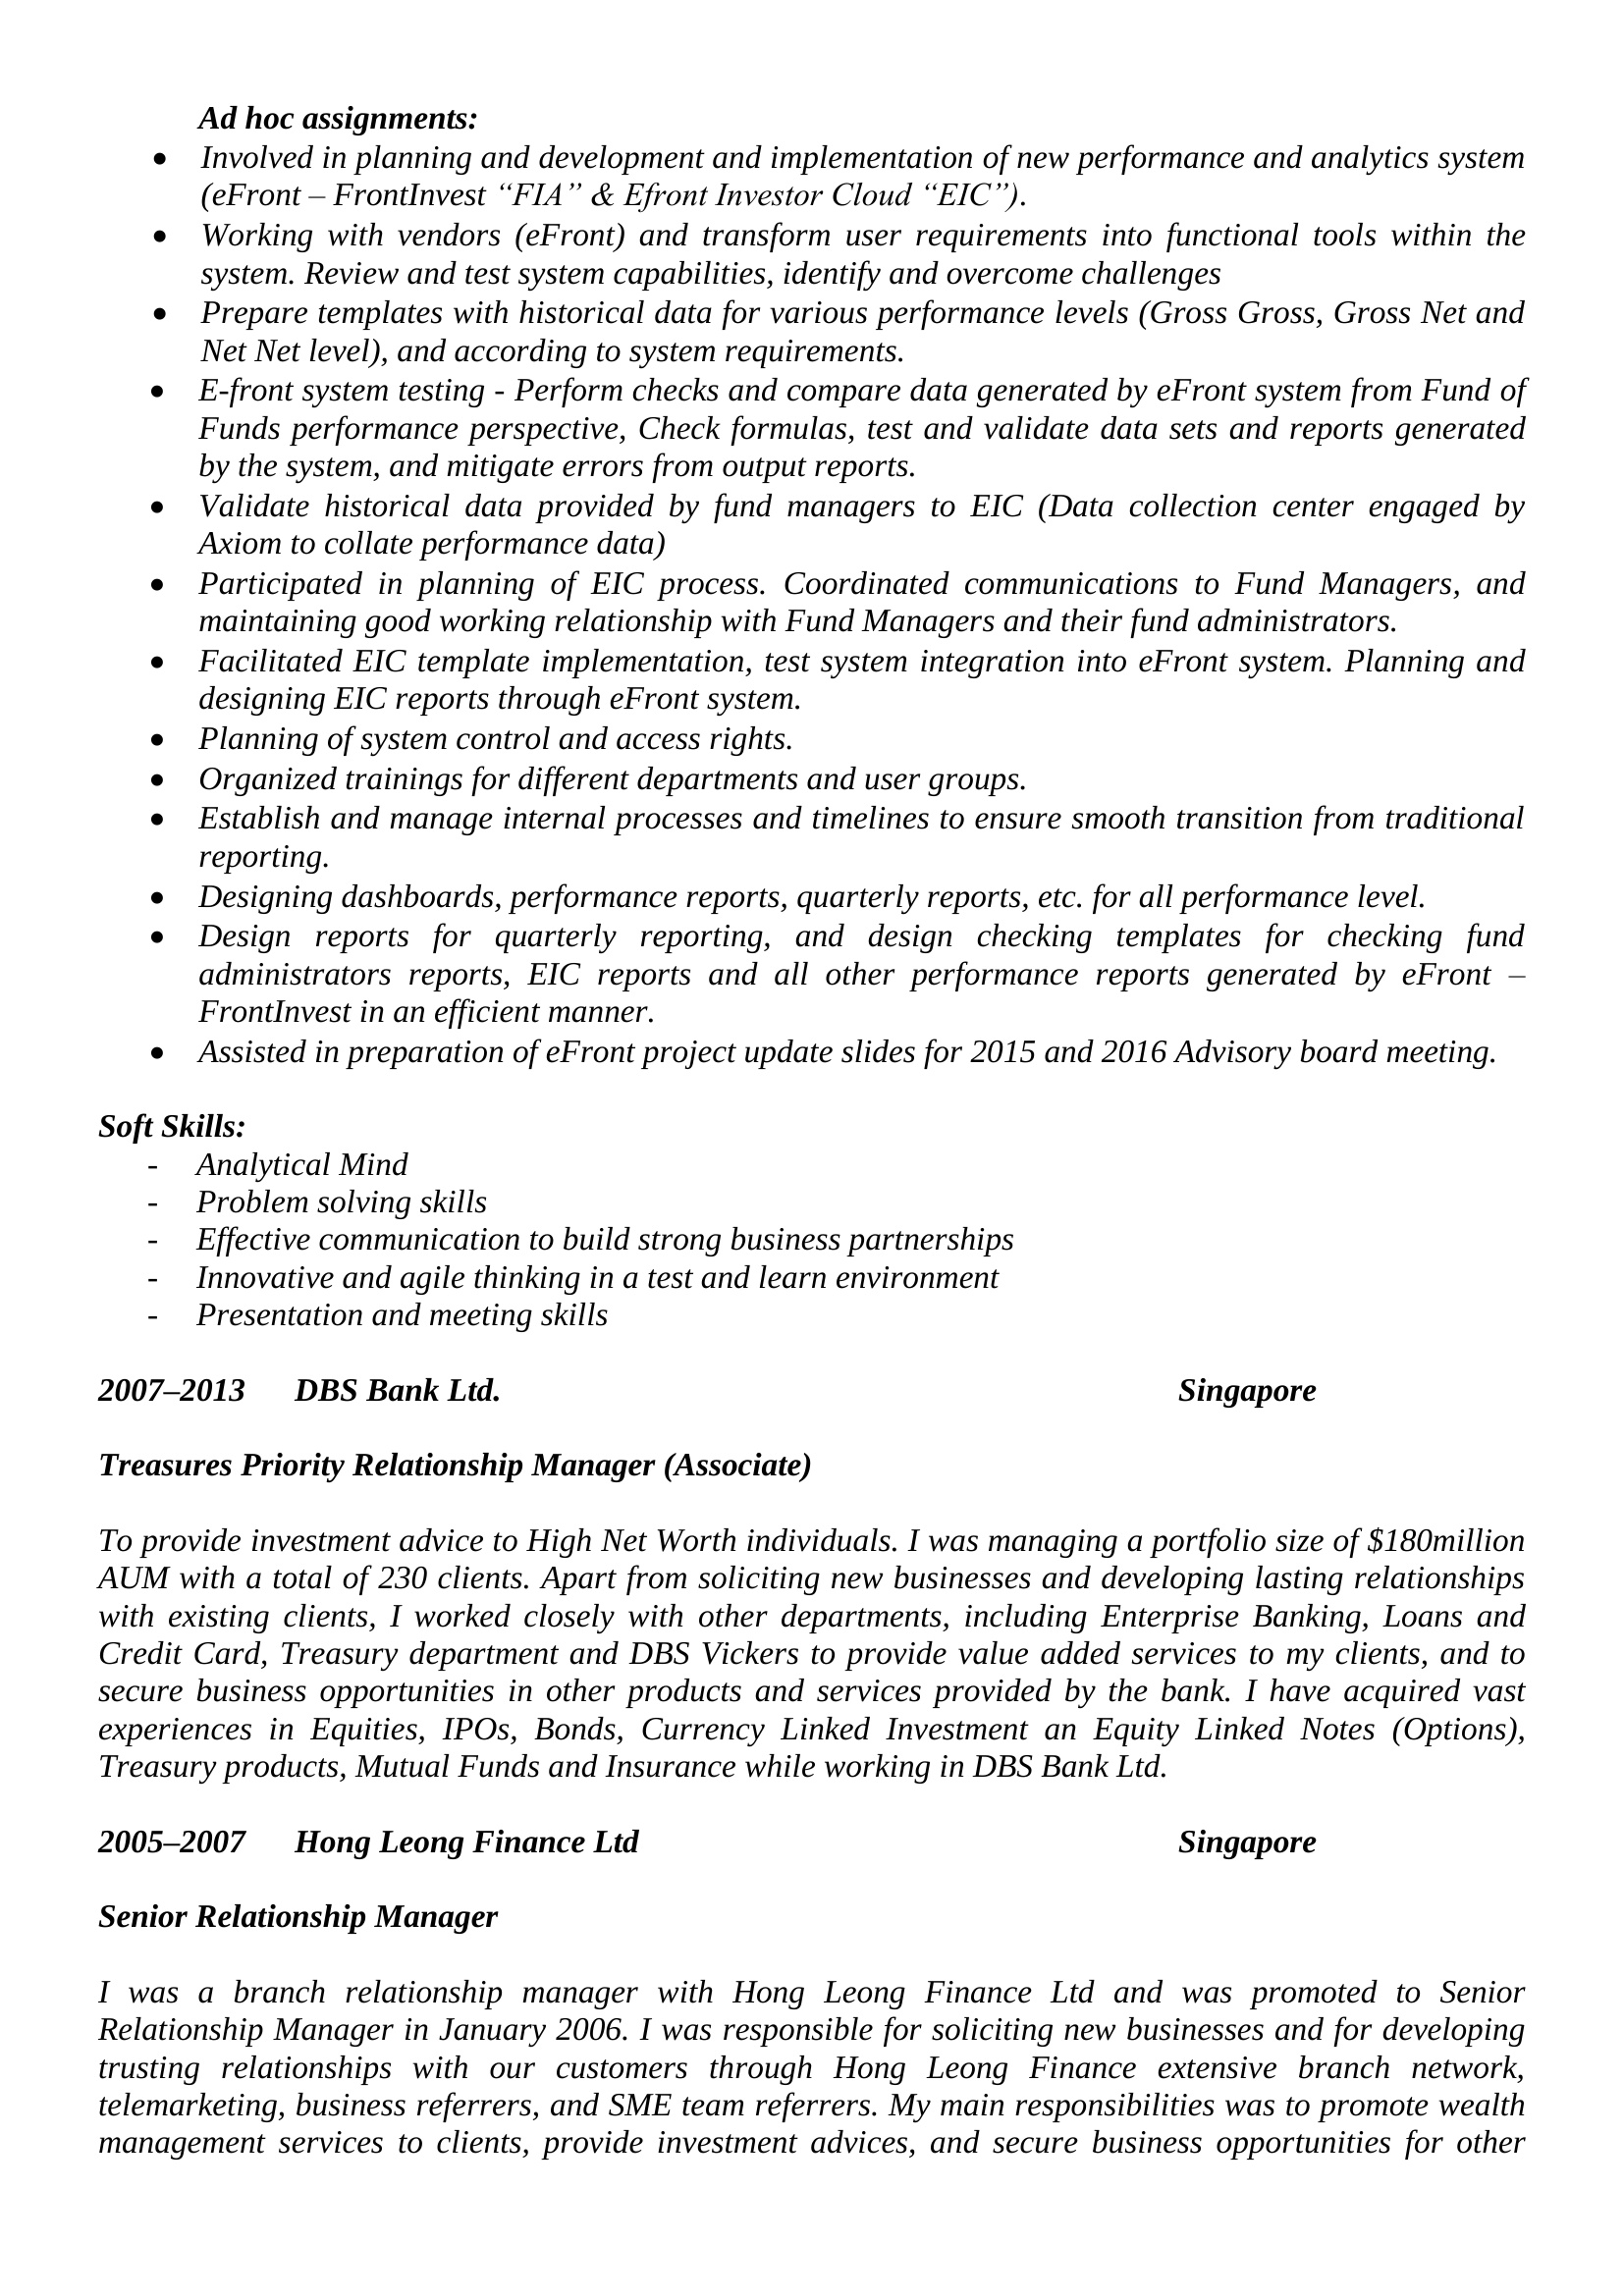 Ad hoc assignments:
• Involved in planning and development and implementation of new performance and analytics system
(eFront – FrontInvest “FIA” & Efront Investor Cloud “EIC”).
• Working with vendors (eFront) and transform user requirements into functional tools within the
system. Review and test system capabilities, identify and overcome challenges
• Prepare templates with historical data for various performance levels (Gross Gross, Gross Net and
Net Net level), and according to system requirements.
• E-front system testing - Perform checks and compare data generated by eFront system from Fund of
Funds performance perspective, Check formulas, test and validate data sets and reports generated
by the system, and mitigate errors from output reports.
• Validate historical data provided by fund managers to EIC (Data collection center engaged by
Axiom to collate performance data)
• Participated in planning of EIC process. Coordinated communications to Fund Managers, and
maintaining good working relationship with Fund Managers and their fund administrators.
• Facilitated EIC template implementation, test system integration into eFront system. Planning and
designing EIC reports through eFront system.
• Planning of system control and access rights.
• Organized trainings for different departments and user groups.
• Establish and manage internal processes and timelines to ensure smooth transition from traditional
reporting.
• Designing dashboards, performance reports, quarterly reports, etc. for all performance level.
• Design reports for quarterly reporting, and design checking templates for checking fund
administrators reports, EIC reports and all other performance reports generated by eFront –
FrontInvest in an efficient manner.
• Assisted in preparation of eFront project update slides for 2015 and 2016 Advisory board meeting.
Soft Skills:
- Analytical Mind
- Problem solving skills
- Effective communication to build strong business partnerships
- Innovative and agile thinking in a test and learn environment
- Presentation and meeting skills
2007–2013 DBS Bank Ltd. Singapore
Treasures Priority Relationship Manager (Associate)
To provide investment advice to High Net Worth individuals. I was managing a portfolio size of $180million
AUM with a total of 230 clients. Apart from soliciting new businesses and developing lasting relationships
with existing clients, I worked closely with other departments, including Enterprise Banking, Loans and
Credit Card, Treasury department and DBS Vickers to provide value added services to my clients, and to
secure business opportunities in other products and services provided by the bank. I have acquired vast
experiences in Equities, IPOs, Bonds, Currency Linked Investment an Equity Linked Notes (Options),
Treasury products, Mutual Funds and Insurance while working in DBS Bank Ltd.
2005–2007 Hong Leong Finance Ltd Singapore
Senior Relationship Manager
I was a branch relationship manager with Hong Leong Finance Ltd and was promoted to Senior
Relationship Manager in January 2006. I was responsible for soliciting new businesses and for developing
trusting relationships with our customers through Hong Leong Finance extensive branch network,
telemarketing, business referrers, and SME team referrers. My main responsibilities was to promote wealth
management services to clients, provide investment advices, and secure business opportunities for other